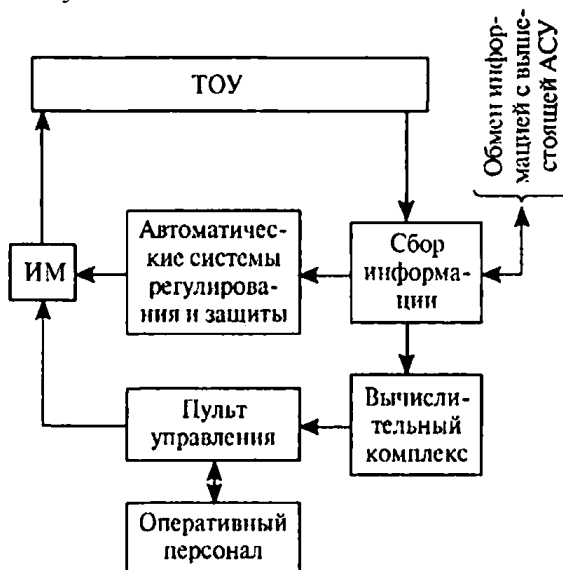 ТОУ
Обмен инфор-
мацией с выше-
стоящей АСУ
Автоматичес-
кие системы
регулирова-
ния и защиты
Сбор
информа-
ции
ИМ
Пульт
управления
Вычисли-
тельный
комплекс
Оперативный
персонал